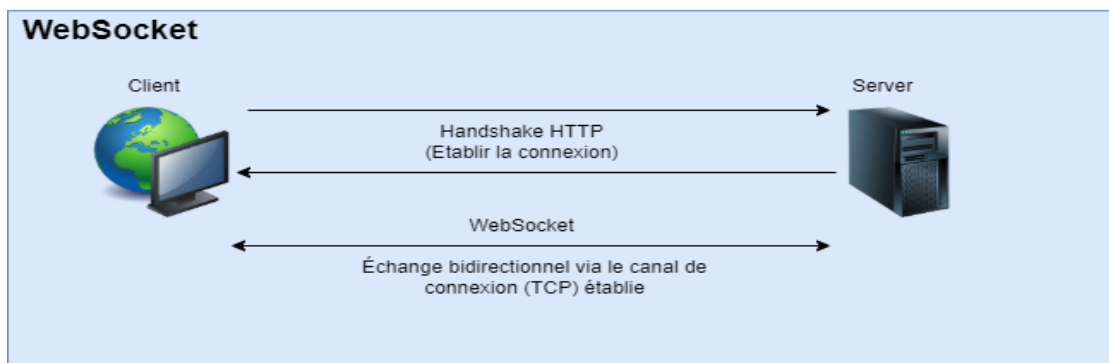 WebSocket
Client
Server
Handshake HTTP
(Etablir la connexion)
WebSocket
Échange bidirectionnel via le canal de
connexion (TCP) établie